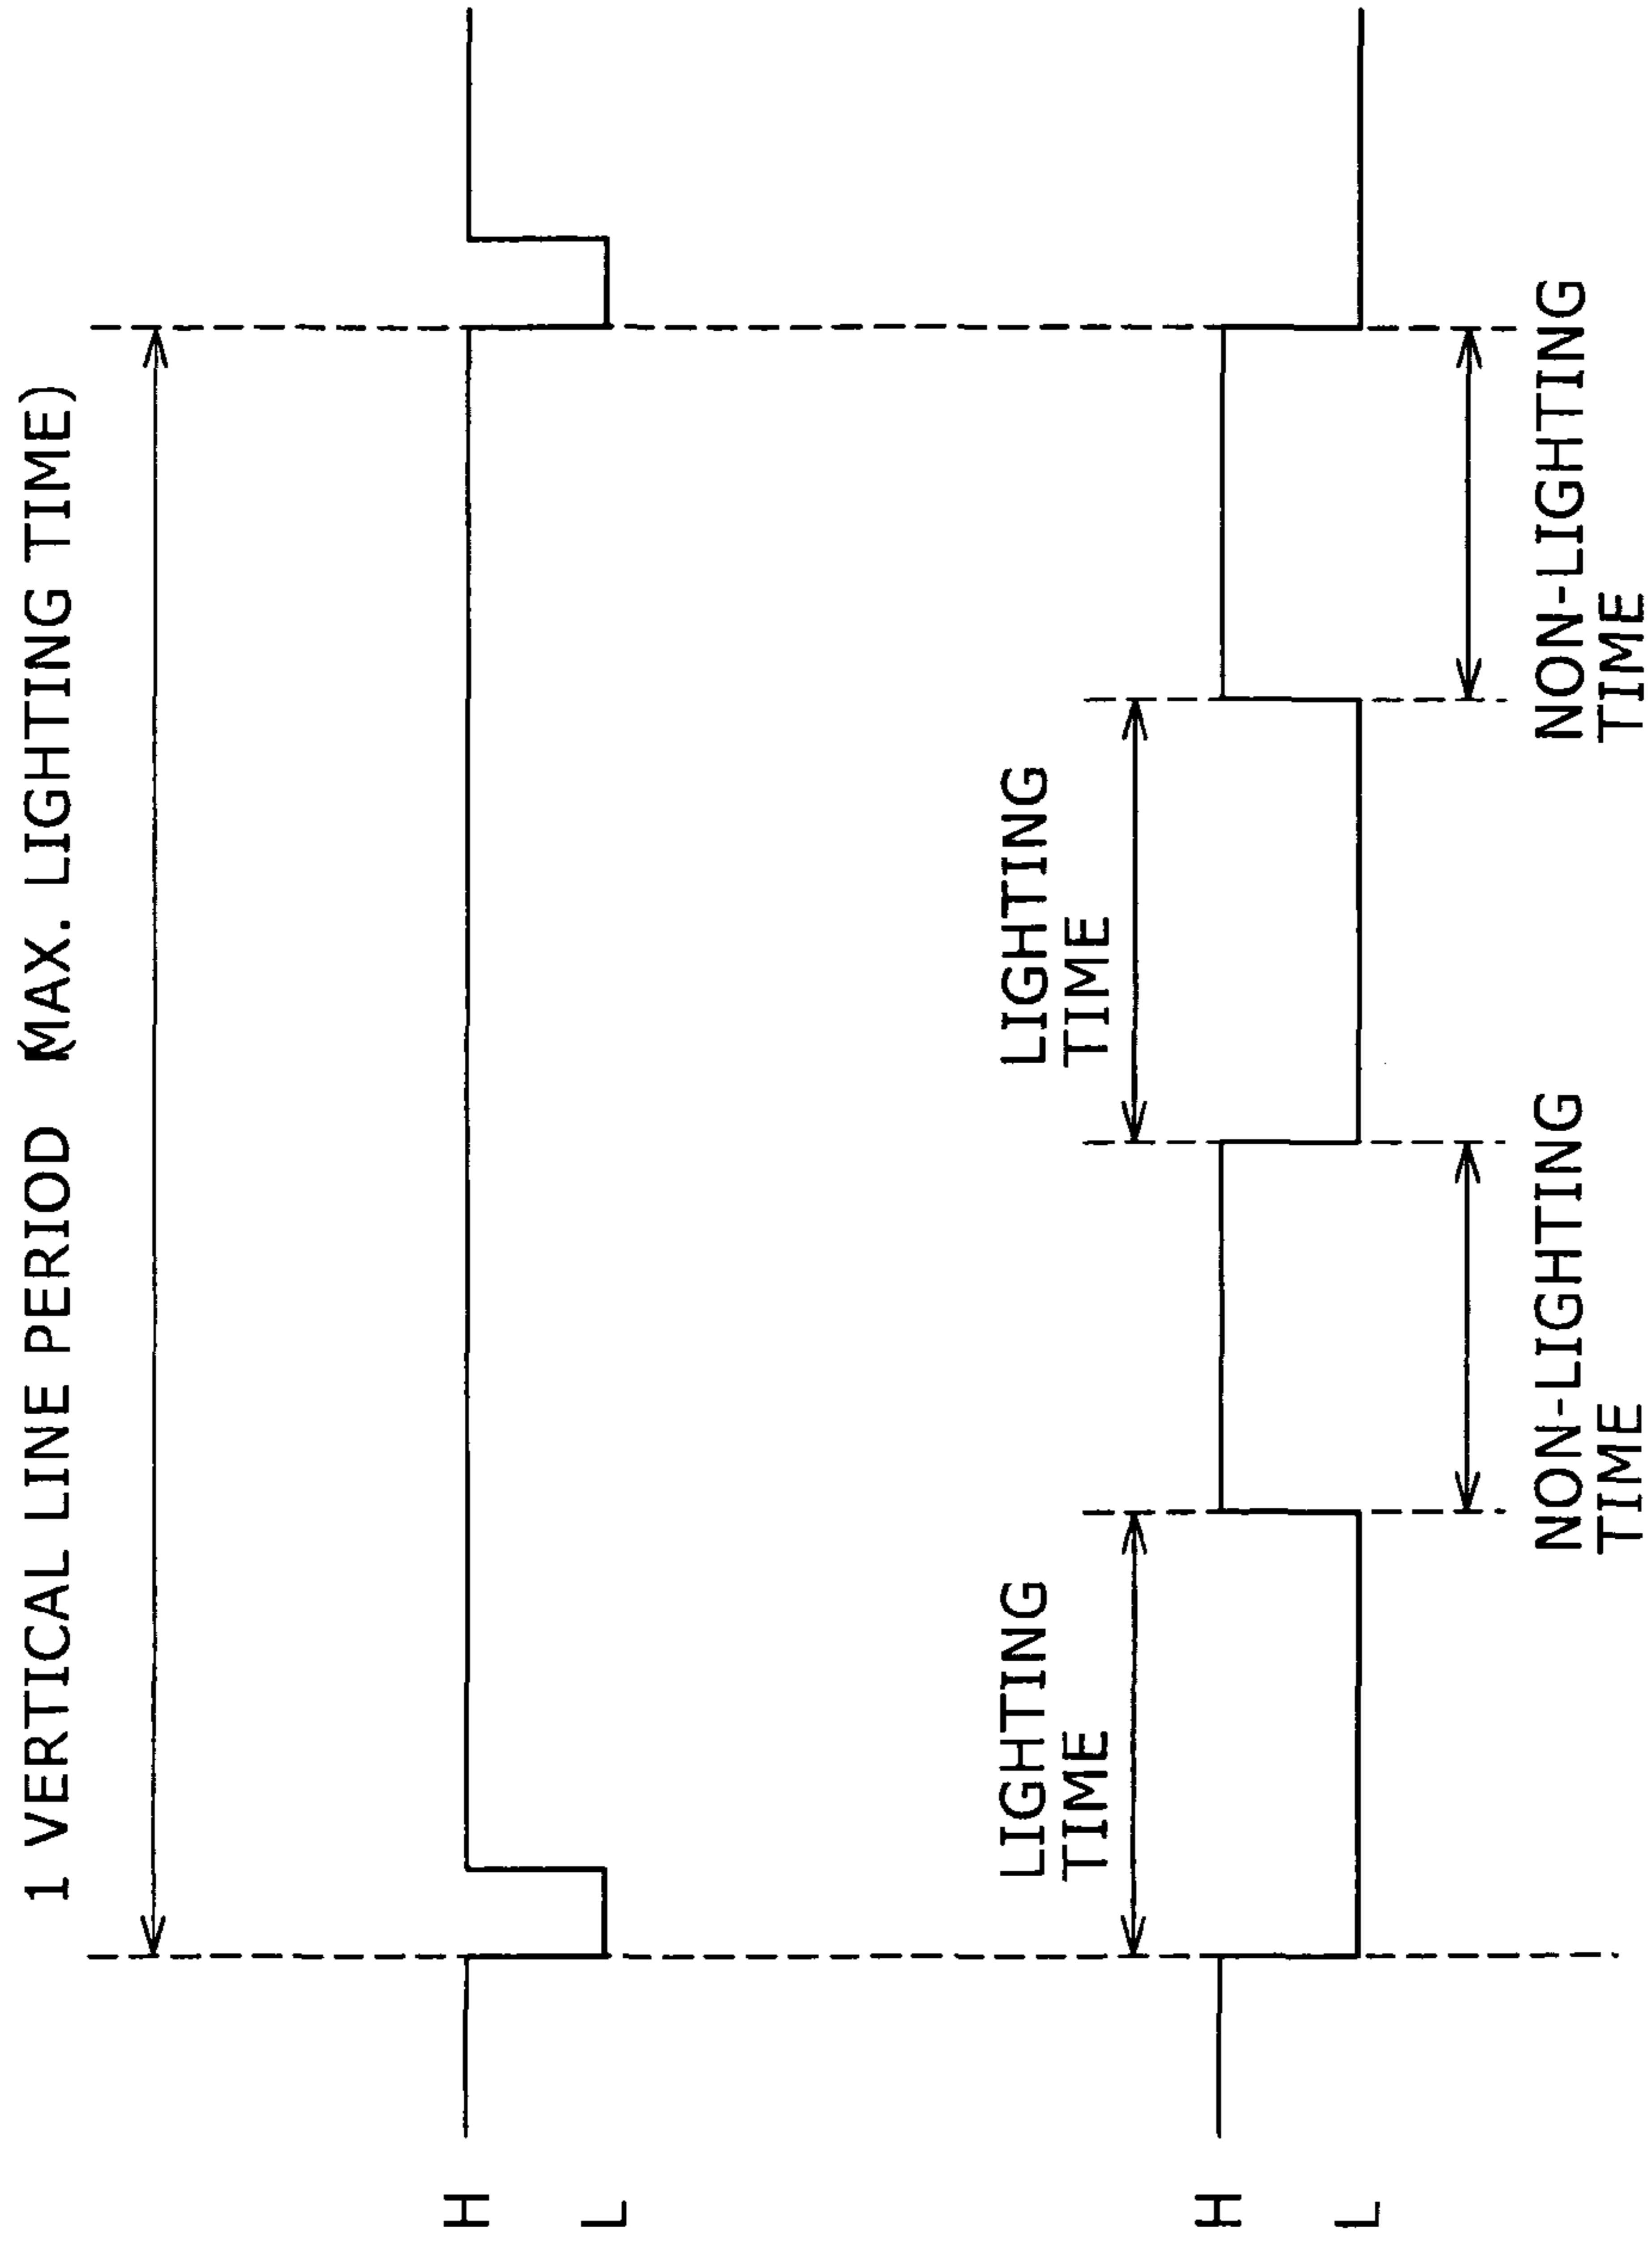 1 VERTICAL LINE PERIOD (MAX. LIGHTING TIME)
H
L
LIGHTING
TIME
LIGHTING
TIME
H
L
NON-LIGHTING
TIME
NON-LIGHTING
TIME